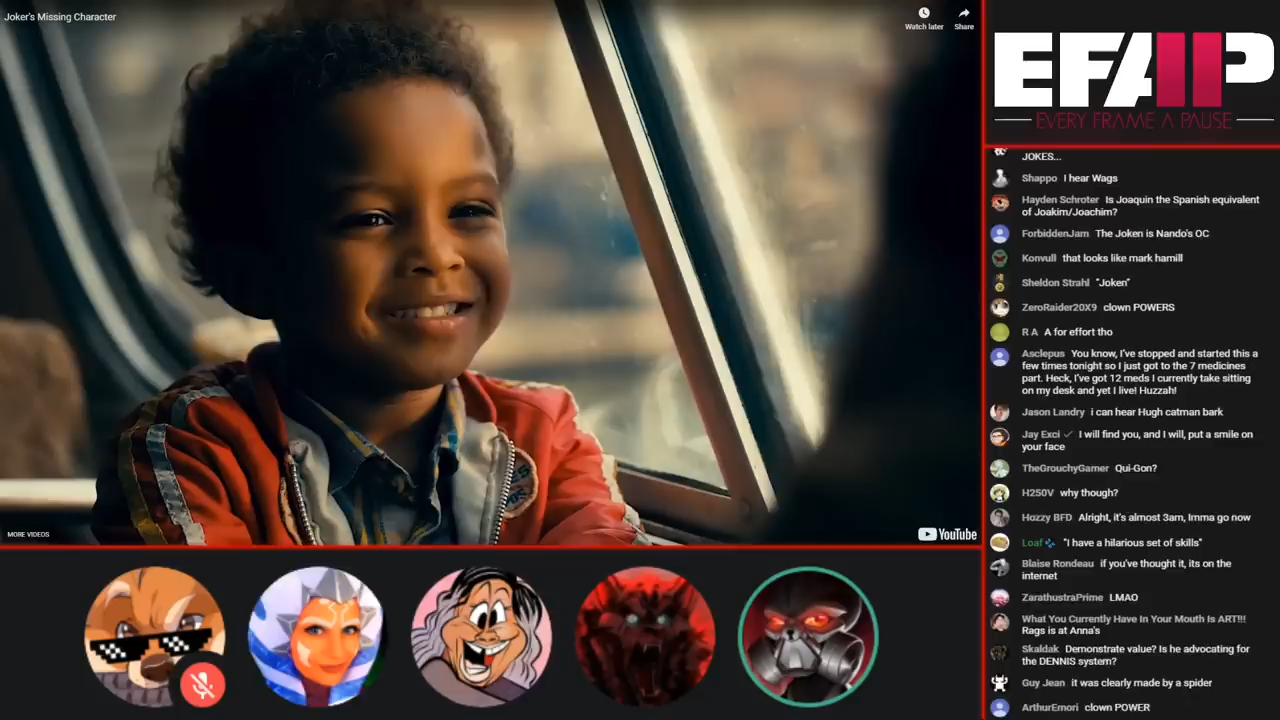 Joker's Missing Character
Watch later
Share
MORE VIDEOS
YouTube
EFAP
EVERY FRAME A PAUSE
JOKES...
Shappo I hear Wags
Hayden Schroter Is Joaquin the Spanish equivalent
of Joakim/Joachim?
ForbiddenJam The Joken is Nando's OC
Konvull that looks like mark hamill
Sheldon Strahl "Joken"
ZeroRaider20X9 clown POWERS
R A A for effort tho
Asclepus You know, I've stopped and started this a
few times tonight so I just got to the 7 medicines
part. Heck, I've got 12 meds I currently take sitting
on my desk and yet I live! Huzzah!
Jason Landry i can hear Hugh catman bark
Jay Exci ✓ I will find you, and I will, put a smile on
your face
TheGrouchyGamer Qui-Gon?
H250V why though?
Hozzy BFD Alright, it's almost 3am, Imma go now
Loaf "I have a hilarious set of skills"
Blaise Rondeau if you've thought it, its on the
internet
ZarathustraPrime LMAO
What You Currently Have In Your Mouth Is ART!!!
Rags is at Anna's
Skaldak Demonstrate value? Is he advocating for
the DENNIS system?
Guy Jean it was clearly made by a spider
ArthurEmori clown POWER